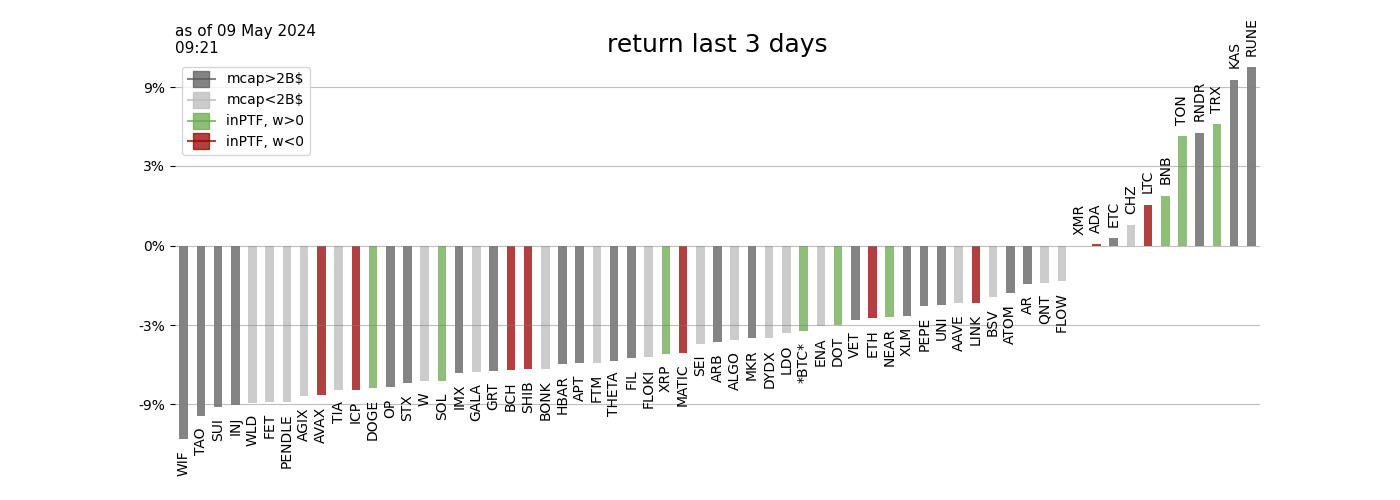 as of 09 May 2024
09:21
return last 3 days
mcap>2B$
mcap<2B$
inPTF, w>0
inPTF, w<0
9%
3%
0%
-3%
-9%
WIF
TAO
SUI
INJ
WLD
FET
PENDLE
AGIX
AVAX
TIA
ICP
DOGE
OP
STX
W
SOL
IMX
GALA
GRT
BCH
SHIB
BONK
HBAR
APT
FTM
THETA
FIL
FLOKI
XRP
MATIC
SEI
ARB
ALGO
MKR
DYDX
LDO
*BTC*
ENA
DOT
VET
ETH
NEAR
XLM
PEPE
UNI
AAVE
LINK
BSV
ATOM
AR
QNT
FLOW
XMR
ADA
ETC
CHZ
LTC
BNB
TON
RNDR
TRX
KAS
RUNE